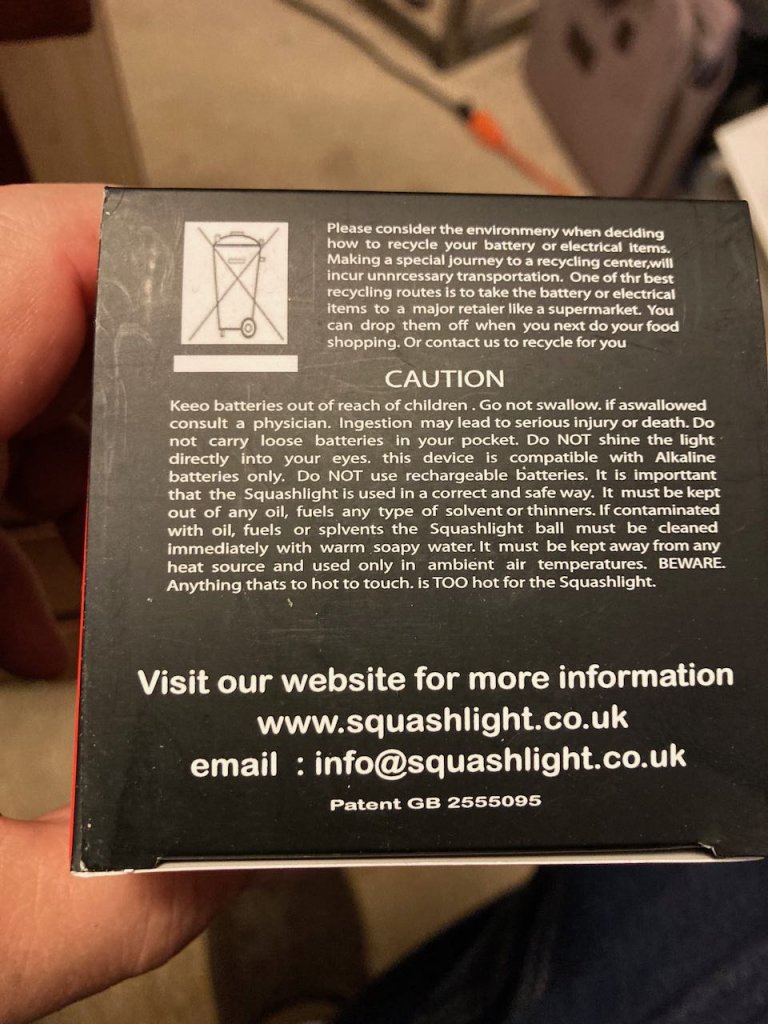 Please consider the environmeny when deciding
how to recycle your battery or electrical items.
Making a special journey to a recycling center,will
incur unnrcessary transportation. One of thr best
recycling routes is to take the battery or electrical
items to a major retaier like a supermarket. You
can drop them off when you next do your food
shopping. Or contact us to recycle for you
CAUTION
Keeo batteries out of reach of children . Go not swallow. if aswallowed
consult a physician. Ingestion may lead to serious injury or death. Do
not carry loose batteries in your pocket. Do NOT shine the light
directly into your eyes. this device is compatible with Alkaline
batteries only. Do NOT use rechargeable batteries. It is importtant
that the Squashlight is used in a correct and safe way. It must be kept
out of any oil, fuels any type of solvent or thinners. If contaminated
with oil, fuels or splvents the Squashlight ball must be cleaned
immediately with warm soapy water. It must be kept away from any
heat source and used only in ambient air temperatures. BEWARE.
Anything thats to hot to touch. is TOO hot for the Squashlight.
Visit our website for more information
www.squashlight.co.uk
email : info@squashlight.co.uk
Patent GB 2555095